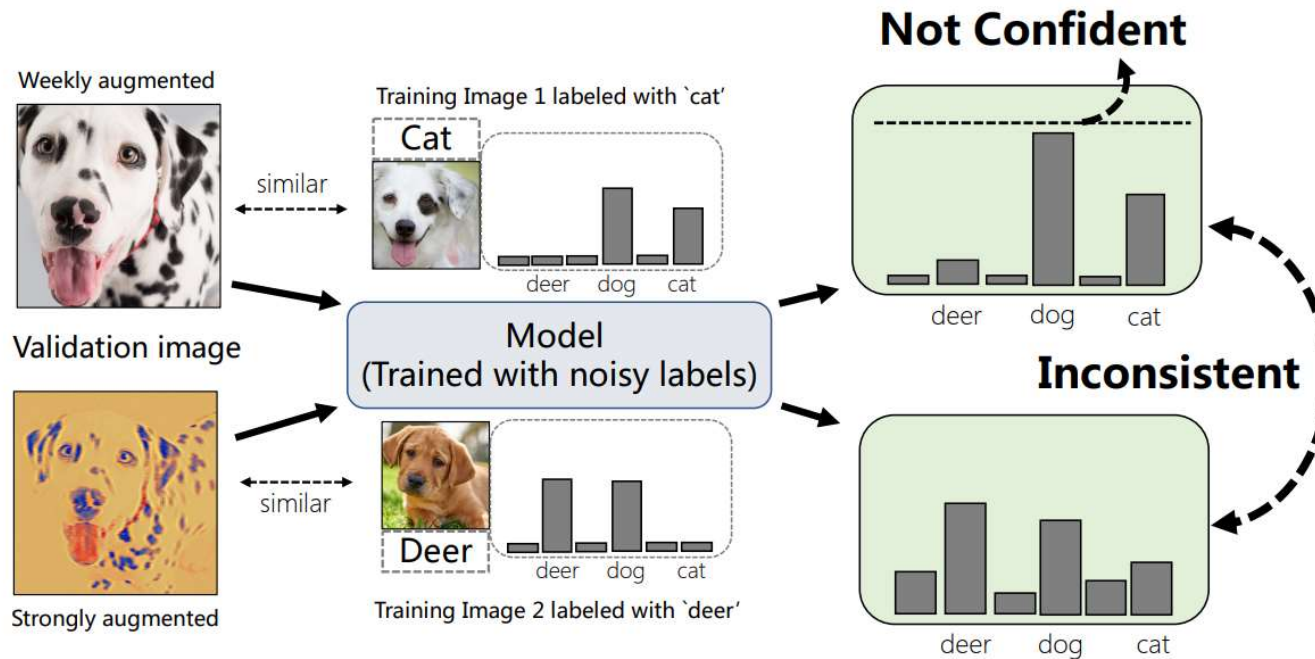 Not Confident
Weekly augmented
Training Image 1 labeled with `cat'
Cat
similar
deer dog cat
deer dog cat
Validation image
Model
(Trained with noisy labels)
Inconsistent
similar
Deer
deer dog cat
Training Image 2 labeled with `deer'
Strongly augmented
deer dog cat